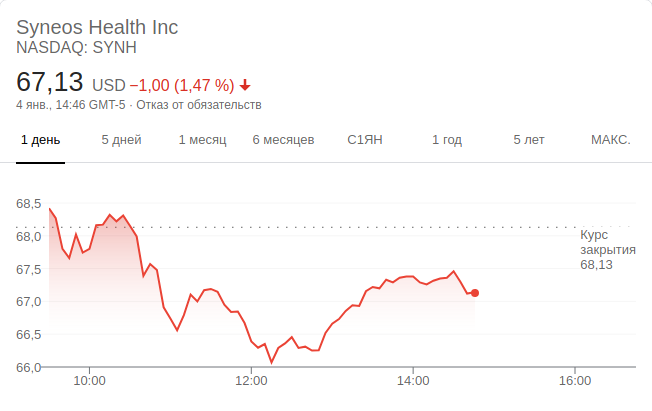 Syneos Health Inc
NASDAQ: SYNH
67,13 USD −1,00 (1,47 %)
4 янв., 14:46 GMT-5 · Отказ от обязательств
1 день 5 дней 1 месяц 6 месяцев С1ЯН 1 год 5 лет МАКС.
68,5
68,0
67,5
67,0
66,5
66,0
Курс
закрытия
68,13
10:00 12:00 14:00 16:00